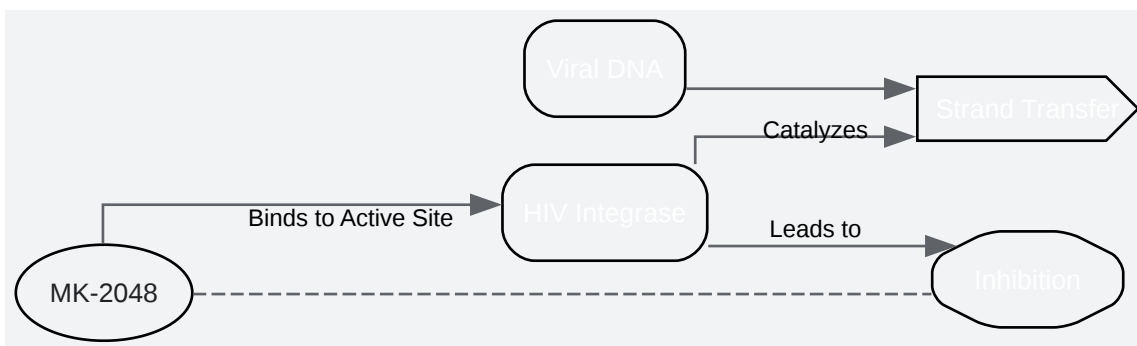 Viral DNA
Strand Transfer
Catalyzes
HIV Integrase
Binds to Active Site
Leads to
MK-2048
Inhibition